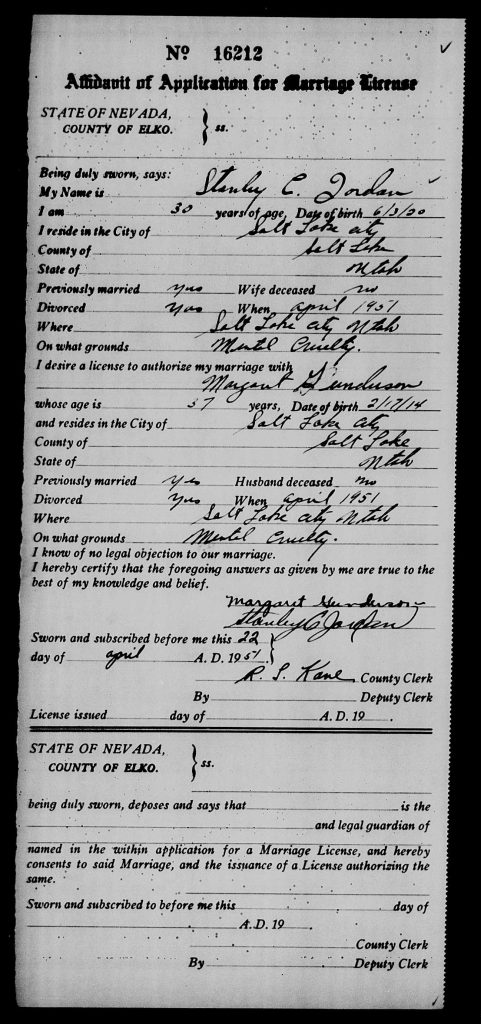 Nº 16212
Affidavit of Application for Marriage License
STATE OF NEVADA,
COUNTY OF ELKO. } ss.
Being duly sworn, says:
My Name is Stanley C. Jordan
I am 30 years of age, Date of birth 6/3/20
I reside in the City of Salt Lake City
County of Salt Lake
State of Utah
Previously married Yes Wife deceased no
Divorced Yes When April 1951
Where Salt Lake City Utah
On what grounds Mental Cruelty.
I desire a license to authorize my marriage with
Margaret Gunderson
whose age is 37 years, Date of birth 2/17/14
and resides in the City of Salt Lake City
County of Salt Lake
State of Utah
Previously married Yes Husband deceased no
Divorced Yes When April 1951
Where Salt Lake City Utah
On what grounds Mental Cruelty.
I know of no legal objection to our marriage.
I hereby certify that the foregoing answers as given by me are true to the
best of my knowledge and belief.
Margaret Gunderson
Stanley C Jordan
Sworn and subscribed before me this 22
day of April A. D. 1951
R. S. Kane County Clerk
By Deputy Clerk
License issued day of A. D. 19 .
STATE OF NEVADA,
COUNTY OF ELKO. } ss.
being duly sworn, deposes and says that is the
and legal guardian of
named in the within application for a Marriage License, and hereby
consents to said Marriage, and the issuance of a License authorizing the
same.
Sworn and subscribed to before me this day of
A. D. 19 .
County Clerk
By Deputy Clerk